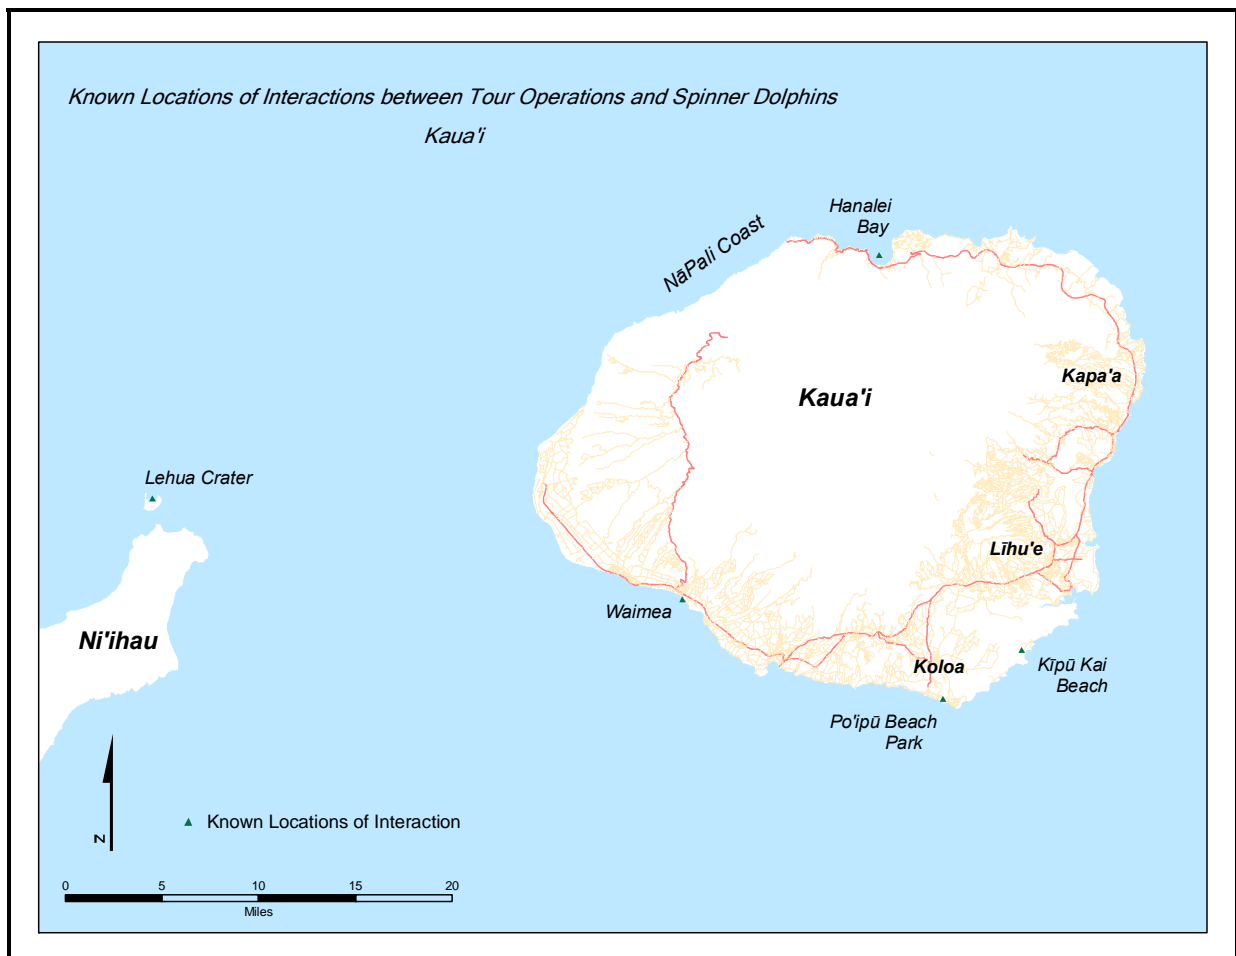 Known Locations of Interactions between Tour Operations and Spinner Dolphins
Kaua'i
Hanalei
Bay
NāPali Coast
Kapa'a
Kaua'i
Lehua Crater
Līhu'e
Waimea
Ni'ihau
Koloa
Kīpū Kai
Beach
Po'ipū Beach
Park
N
Known Locations of Interaction
0 5 10 15 20
Miles